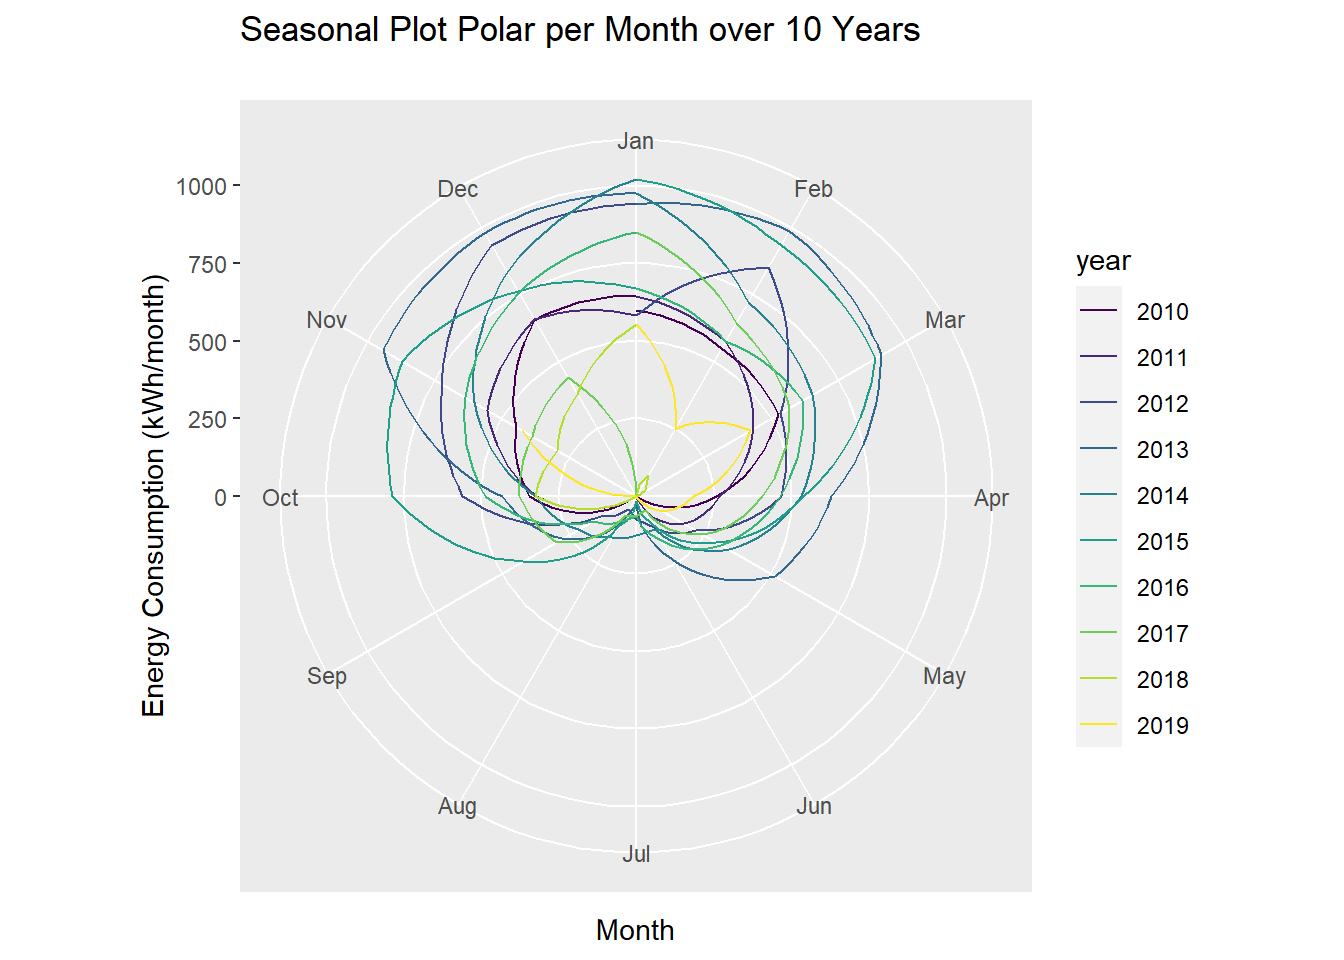 Seasonal Plot Polar per Month over 10 Years
Jan
Feb
Mar
Apr
May
Jun
Jul
Aug
Sep
Oct
Nov
Dec
1000
750
500
250
0
Energy Consumption (kWh/month)
Month
year
2010
2011
2012
2013
2014
2015
2016
2017
2018
2019